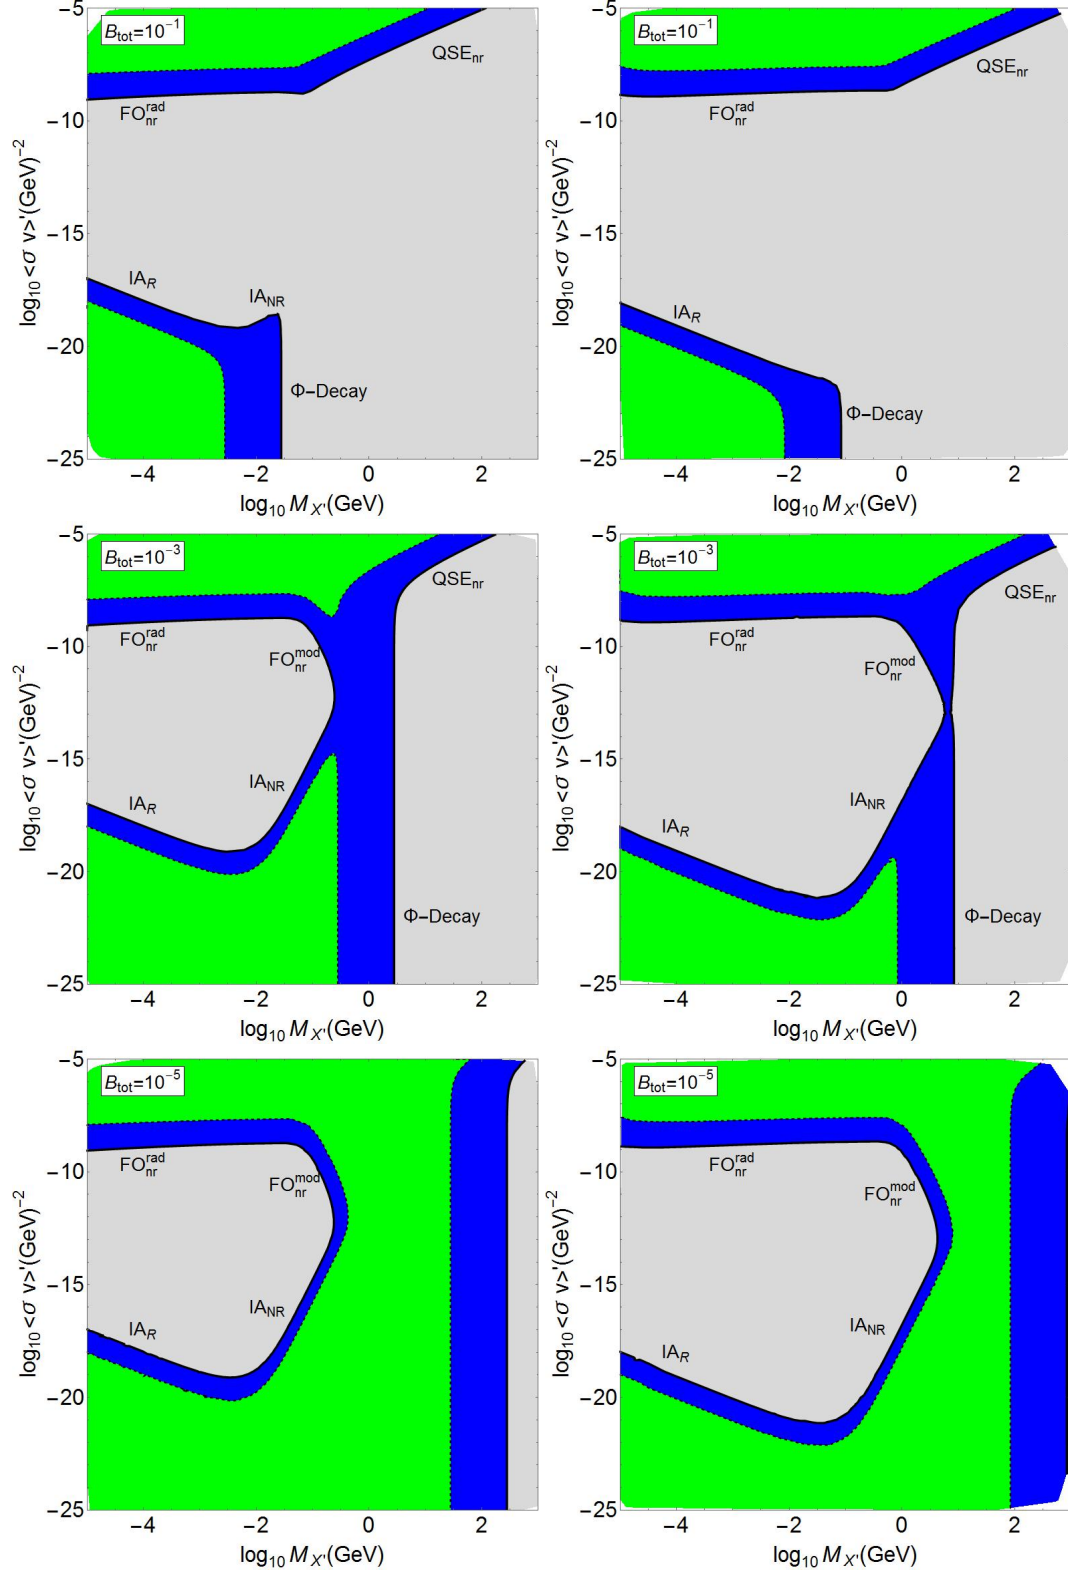 B_tot=10^-1
QSE_nr
FO_nr^rad
IA_R
IA_NR
Φ-Decay
-5
-10
-15
-20
-25
-4 -2 0 2
log10 M_X'(GeV)
log10 <σ v>'(GeV)^-2
B_tot=10^-1
QSE_nr
FO_nr^rad
IA_R
Φ-Decay
-5
-10
-15
-20
-25
-4 -2 0 2
log10 M_X'(GeV)
log10 <σ v>'(GeV)^-2
B_tot=10^-3
QSE_nr
FO_nr^rad
FO_nr^mod
IA_NR
IA_R
Φ-Decay
-5
-10
-15
-20
-25
-4 -2 0 2
log10 M_X'(GeV)
log10 <σ v>'(GeV)^-2
B_tot=10^-3
QSE_nr
FO_nr^rad
FO_nr^mod
IA_NR
IA_R
Φ-Decay
-5
-10
-15
-20
-25
-4 -2 0 2
log10 M_X'(GeV)
log10 <σ v>'(GeV)^-2
B_tot=10^-5
FO_nr^rad
FO_nr^mod
IA_NR
IA_R
-5
-10
-15
-20
-25
-4 -2 0 2
log10 M_X'(GeV)
log10 <σ v>'(GeV)^-2
B_tot=10^-5
FO_nr^rad
FO_nr^mod
IA_NR
IA_R
-5
-10
-15
-20
-25
-4 -2 0 2
log10 M_X'(GeV)
log10 <σ v>'(GeV)^-2